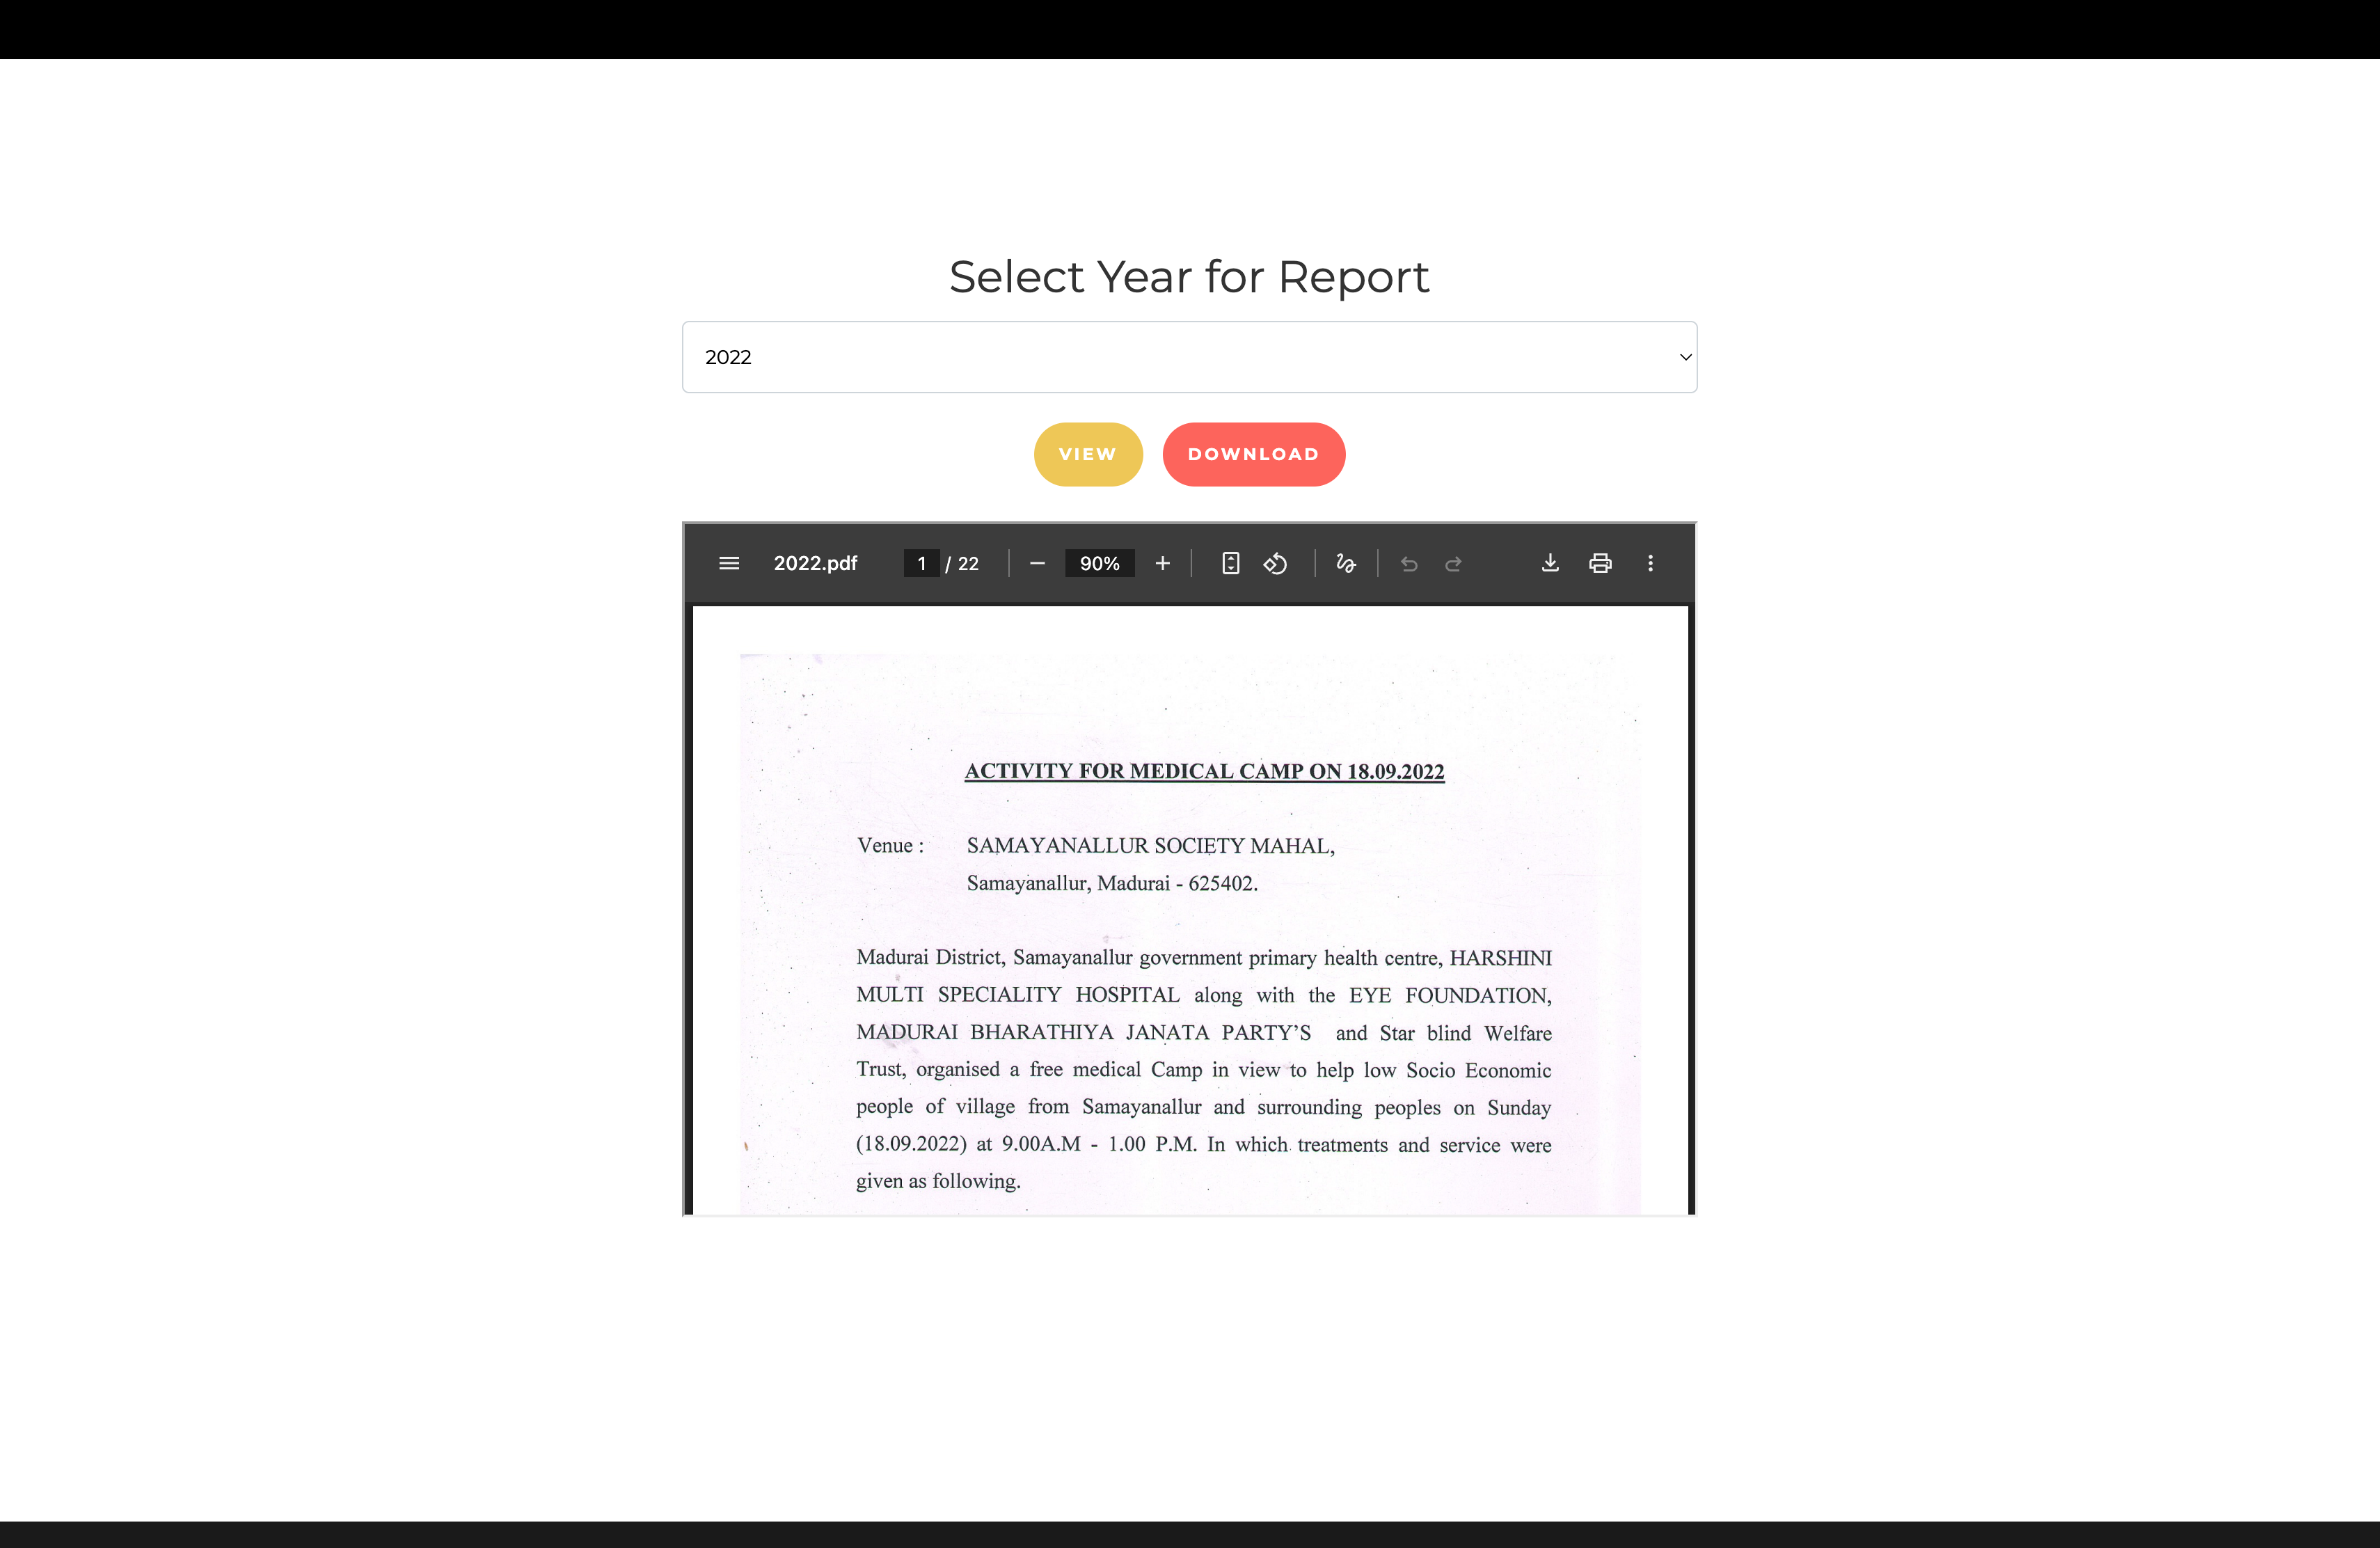 Select Year for Report
2022
VIEW DOWNLOAD
2022.pdf 1 / 22 90%
ACTIVITY FOR MEDICAL CAMP ON 18.09.2022
Venue : SAMAYANALLUR SOCIETY MAHAL,
Samayanallur, Madurai - 625402.
Madurai District, Samayanallur government primary health centre, HARSHINI
MULTI SPECIALITY HOSPITAL along with the EYE FOUNDATION,
MADURAI BHARATHIYA JANATA PARTY'S and Star blind Welfare
Trust, organised a free medical Camp in view to help low Socio Economic
people of village from Samayanallur and surrounding peoples on Sunday
(18.09.2022) at 9.00A.M - 1.00 P.M. In which treatments and service were
given as following.